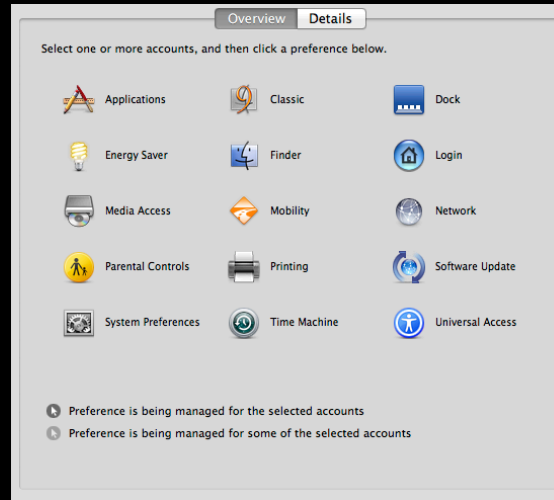 Overview Details
Select one or more accounts, and then click a preference below.
Applications Classic Dock
Energy Saver Finder Login
Media Access Mobility Network
Parental Controls Printing Software Update
System Preferences Time Machine Universal Access
Preference is being managed for the selected accounts
Preference is being managed for some of the selected accounts